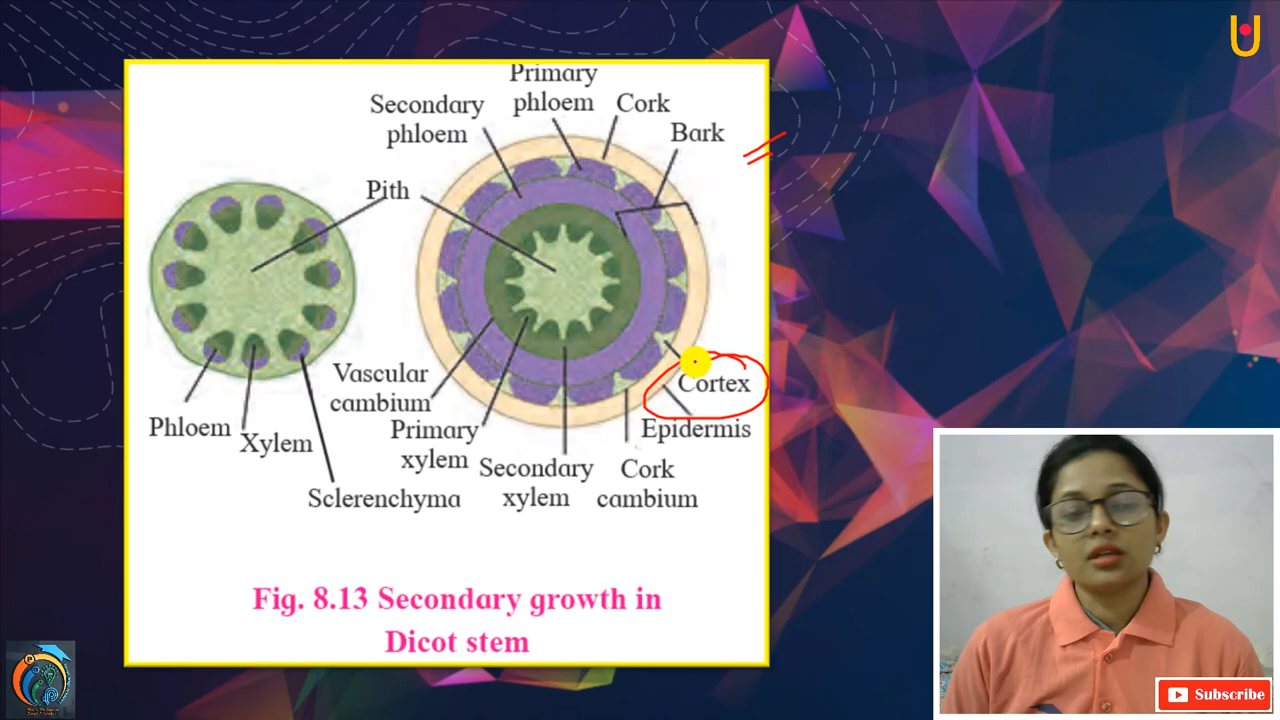 Primary
phloem
Secondary
phloem
Cork
Bark
Pith
Vascular
cambium
Cortex
Phloem
Xylem
Primary
xylem
Epidermis
Secondary
xylem
Cork
cambium
Sclerenchyma
Fig. 8.13 Secondary growth in
Dicot stem
Subscribe